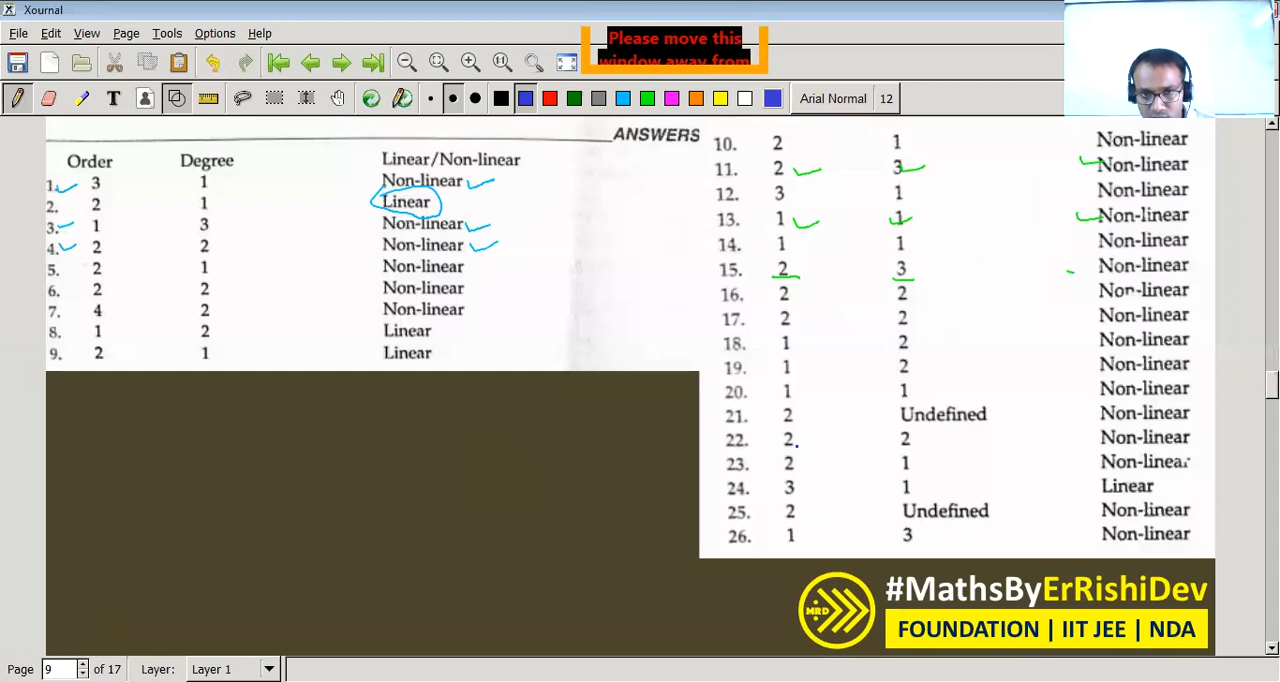 Xournal
File Edit View Page Tools Options Help
Please move this
window away from
Arial Normal 12
ANSWERS
Order Degree Linear/Non-linear
1. 3 1 Non-linear
2. 2 1 Linear
3. 1 3 Non-linear
4. 2 2 Non-linear
5. 2 1 Non-linear
6. 2 2 Non-linear
7. 4 2 Non-linear
8. 1 2 Linear
9. 2 1 Linear
10. 2 1 Non-linear
11. 2 3 Non-linear
12. 3 1 Non-linear
13. 1 1 Non-linear
14. 1 1 Non-linear
15. 2 3 Non-linear
16. 2 2 Non-linear
17. 2 2 Non-linear
18. 1 2 Non-linear
19. 1 2 Non-linear
20. 1 1 Non-linear
21. 2 Undefined Non-linear
22. 2 2 Non-linear
23. 2 1 Non-linear
24. 3 1 Linear
25. 2 Undefined Non-linear
26. 1 3 Non-linear
MRD
#MathsByErRishiDev
FOUNDATION | IIT JEE | NDA
Page 9 of 17 Layer: Layer 1